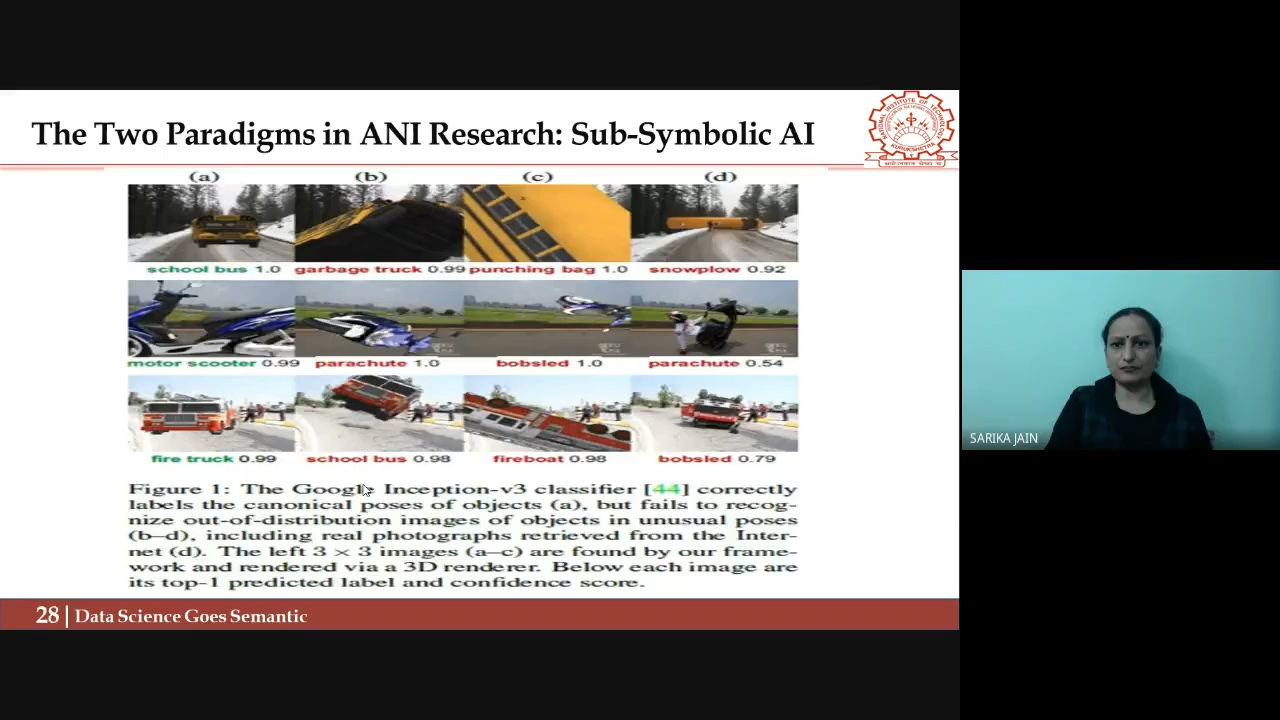 The Two Paradigms in ANI Research: Sub-Symbolic AI
NATIONAL INSTITUTE OF TECHNOLOGY
KURUKSHETRA
(a) (b) (c) (d)
school bus 1.0 garbage truck 0.99 punching bag 1.0 snowplow 0.92
motor scooter 0.99 parachute 1.0 bobsled 1.0 parachute 0.54
fire truck 0.99 school bus 0.98 fireboat 0.98 bobsled 0.79
Figure 1: The Google Inception-v3 classifier [44] correctly
labels the canonical poses of objects (a), but fails to recog-
nize out-of-distribution images of objects in unusual poses
(b–d), including real photographs retrieved from the Inter-
net (d). The left 3 × 3 images (a–c) are found by our frame-
work and rendered via a 3D renderer. Below each image are
its top-1 predicted label and confidence score.
28 | Data Science Goes Semantic
SARIKA JAIN